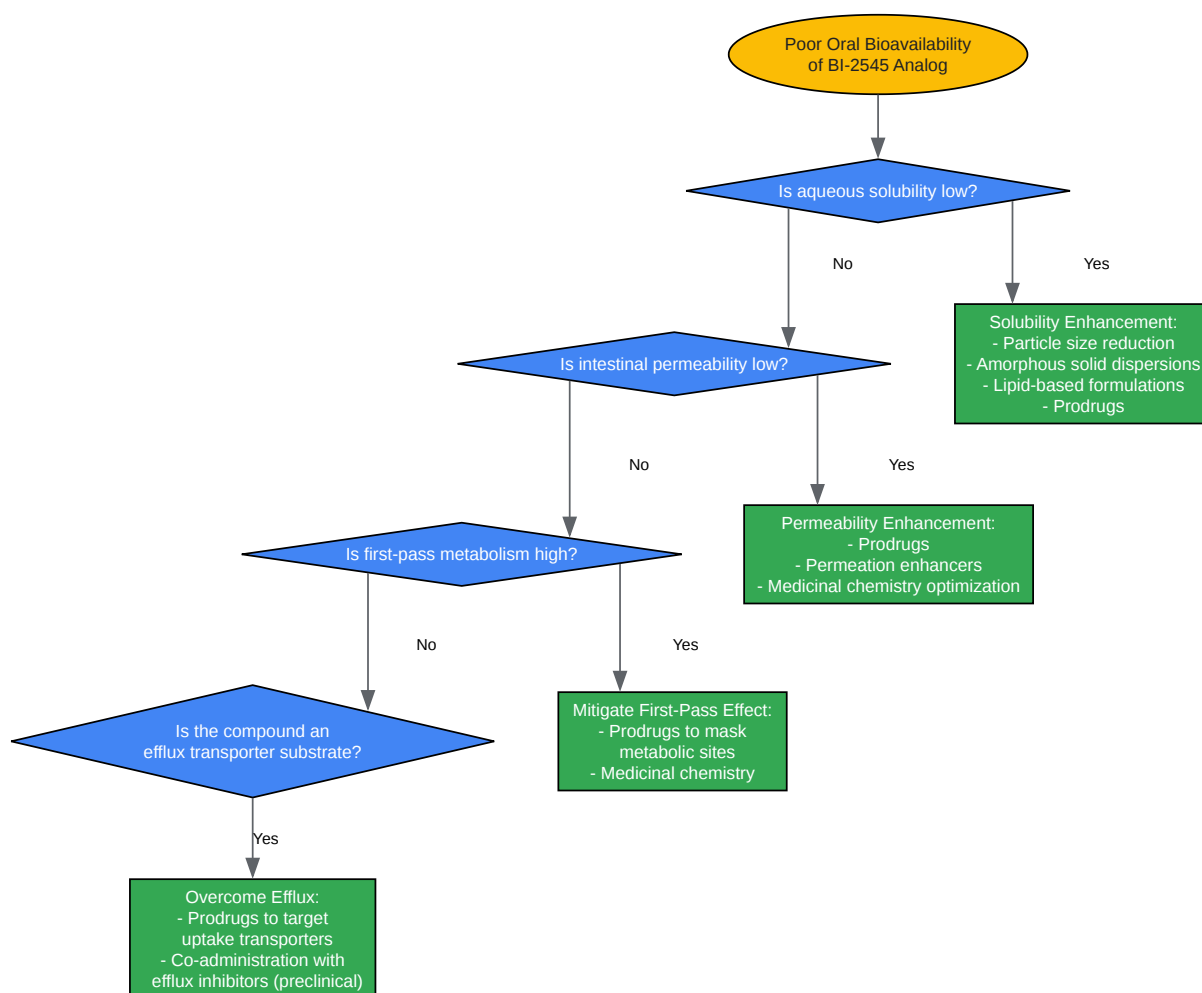 Poor Oral Bioavailability
of BI-2545 Analog
Is aqueous solubility low?
No
Yes
Solubility Enhancement:
- Particle size reduction
- Amorphous solid dispersions
- Lipid-based formulations
- Prodrugs
Is intestinal permeability low?
No
Yes
Permeability Enhancement:
- Prodrugs
- Permeation enhancers
- Medicinal chemistry optimization
Is first-pass metabolism high?
No
Yes
Mitigate First-Pass Effect:
- Prodrugs to mask
metabolic sites
- Medicinal chemistry
Is the compound an
efflux transporter substrate?
Yes
Overcome Efflux:
- Prodrugs to target
uptake transporters
- Co-administration with
efflux inhibitors (preclinical)